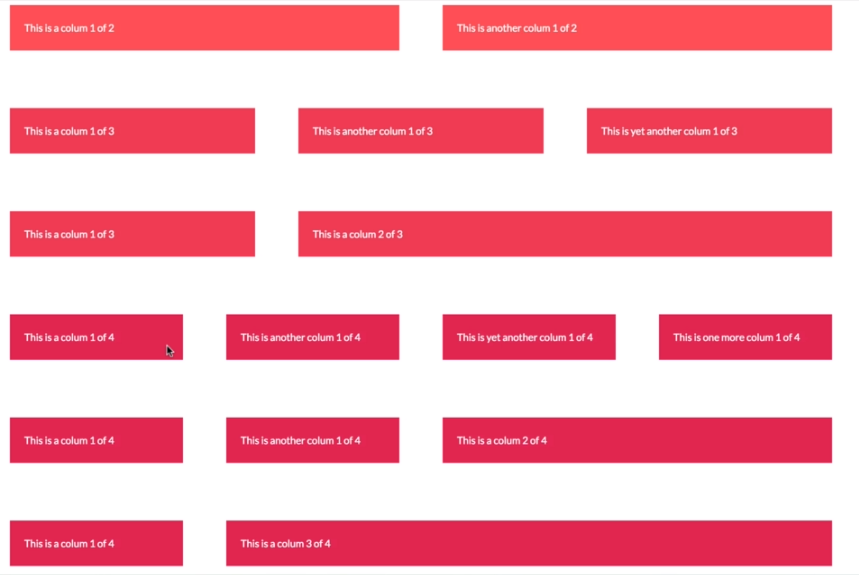 This is a colum 1 of 2
This is another colum 1 of 2
This is a colum 1 of 3
This is another colum 1 of 3
This is yet another colum 1 of 3
This is a colum 1 of 3
This is a colum 2 of 3
This is a colum 1 of 4
This is another colum 1 of 4
This is yet another colum 1 of 4
This is one more colum 1 of 4
This is a colum 1 of 4
This is another colum 1 of 4
This is a colum 2 of 4
This is a colum 1 of 4
This is a colum 3 of 4